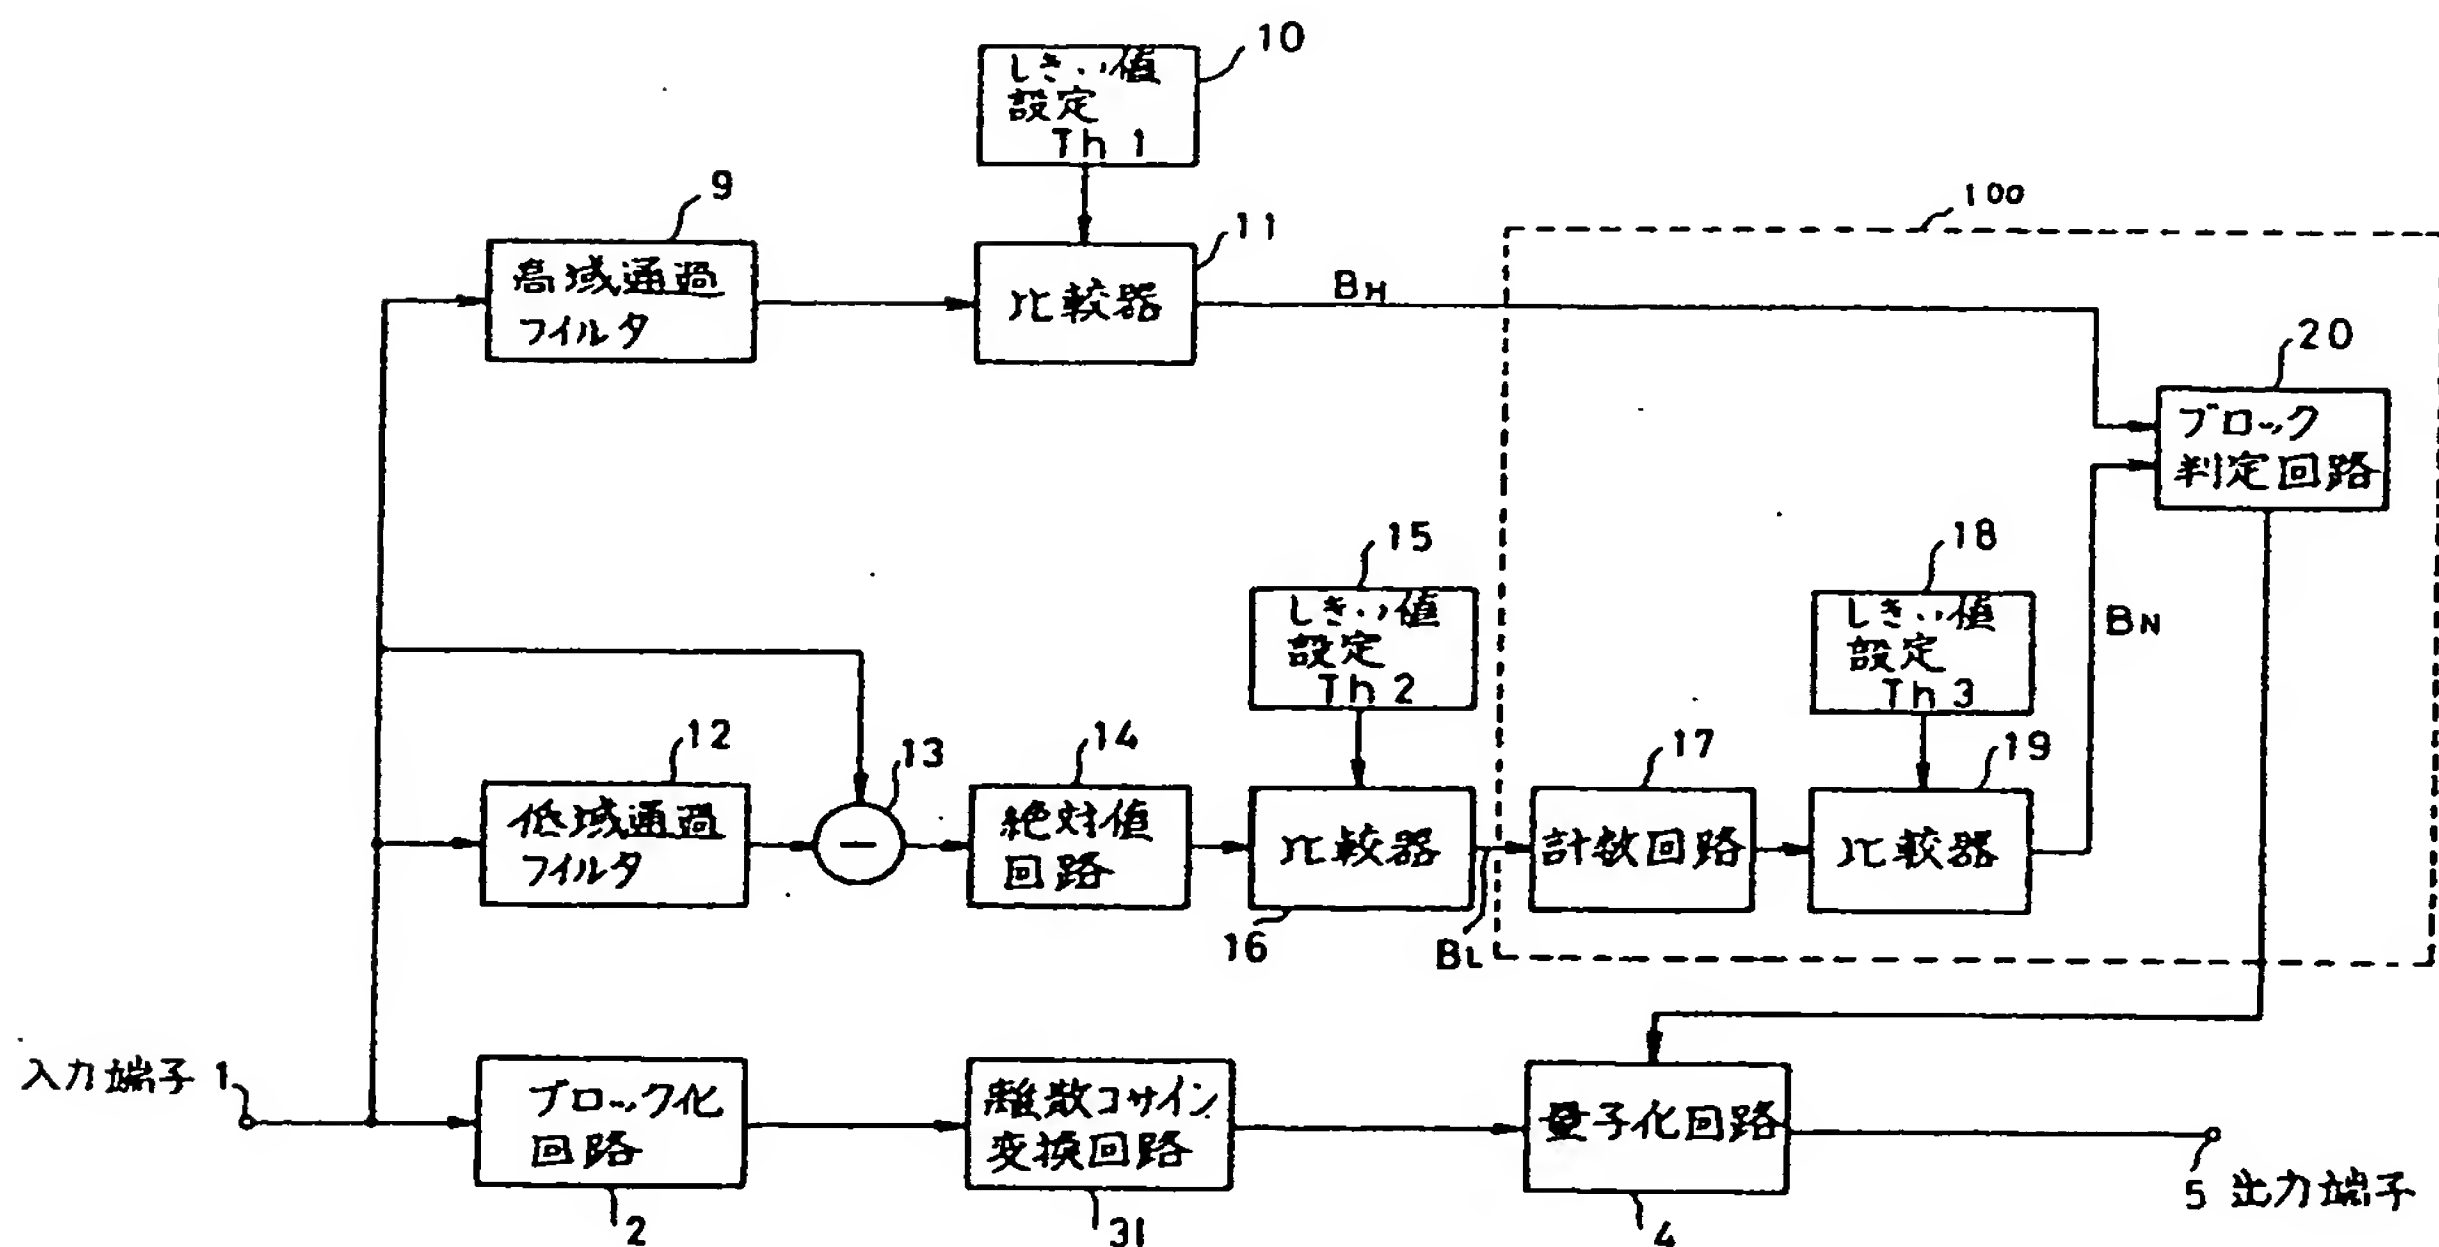 10
しきい値
設定
Th 1
9
高域通過
フィルタ
11
比較器
BH
100
20
ブロック
判定回路
15
しきい値
設定
Th 2
18
しきい値
設定
Th 3
BN
12
低域通過
フィルタ
13
−
14
絶対値
回路
16
比較器
BL
17
計数回路
19
比較器
入力端子 1
ブロック化
回路
2
離散コサイン
変換回路
31
量子化回路
4
5 出力端子